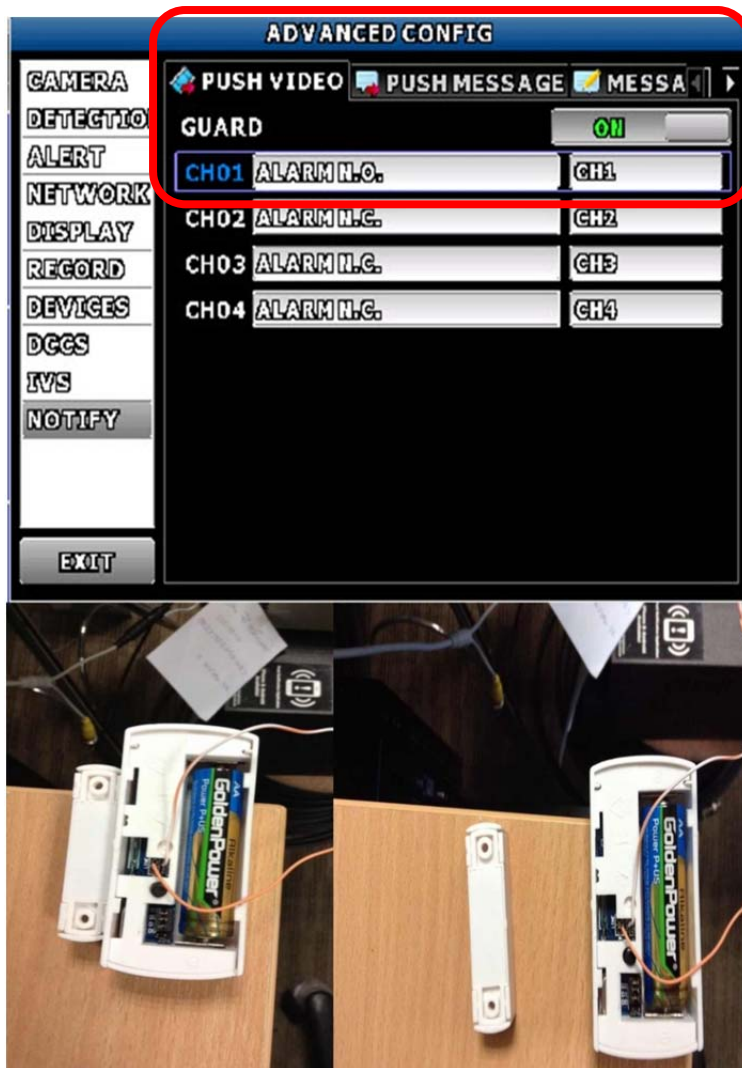 ADVANCED CONFIG
CAMERA
DETECTIO
ALERT
NETWORK
DISPLAY
RECORD
DEVICES
DCCS
IVS
NOTIFY
EXIT
PUSH VIDEO
PUSH MESSAGE
MESSA
GUARD
ON
CH01 ALARM N.O. CH1
CH02 ALARM N.C. CH2
CH03 ALARM N.C. CH3
CH04 ALARM N.C. CH4
AA
GoldenPower
Power P+US
Alkaline
AA
GoldenPower
Power P+US
Alkaline